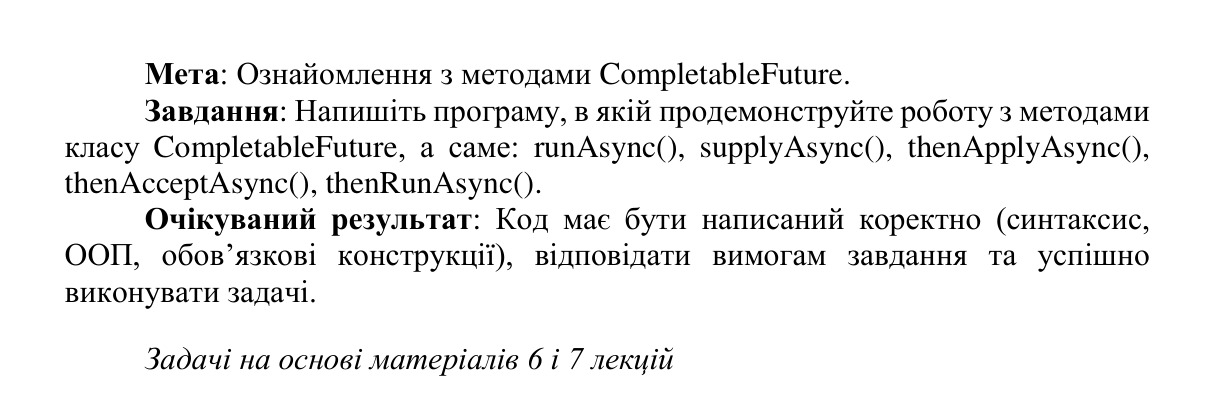 Мета: Ознайомлення з методами CompletableFuture.
Завдання: Напишіть програму, в якій продемонструйте роботу з методами
класу CompletableFuture, а саме: runAsync(), supplyAsync(), thenApplyAsync(),
thenAcceptAsync(), thenRunAsync().
Очікуваний результат: Код має бути написаний коректно (синтаксис,
ООП, обов’язкові конструкції), відповідати вимогам завдання та успішно
виконувати задачі.
Задачі на основі матеріалів 6 і 7 лекцій